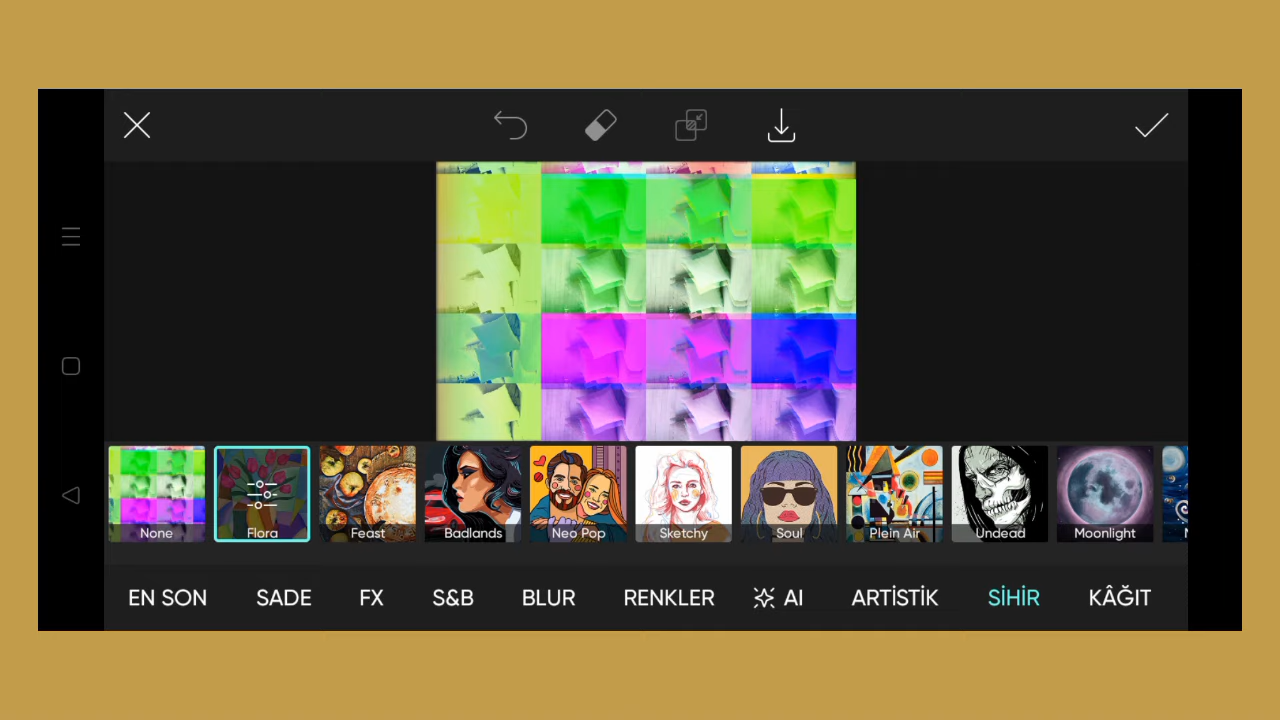 None Flora Feast Badlands Neo Pop Sketchy Soul Plein Air Undead Moonlight
EN SON SADE FX S&B BLUR RENKLER AI ARTİSTİK SİHİR KÂĞIT